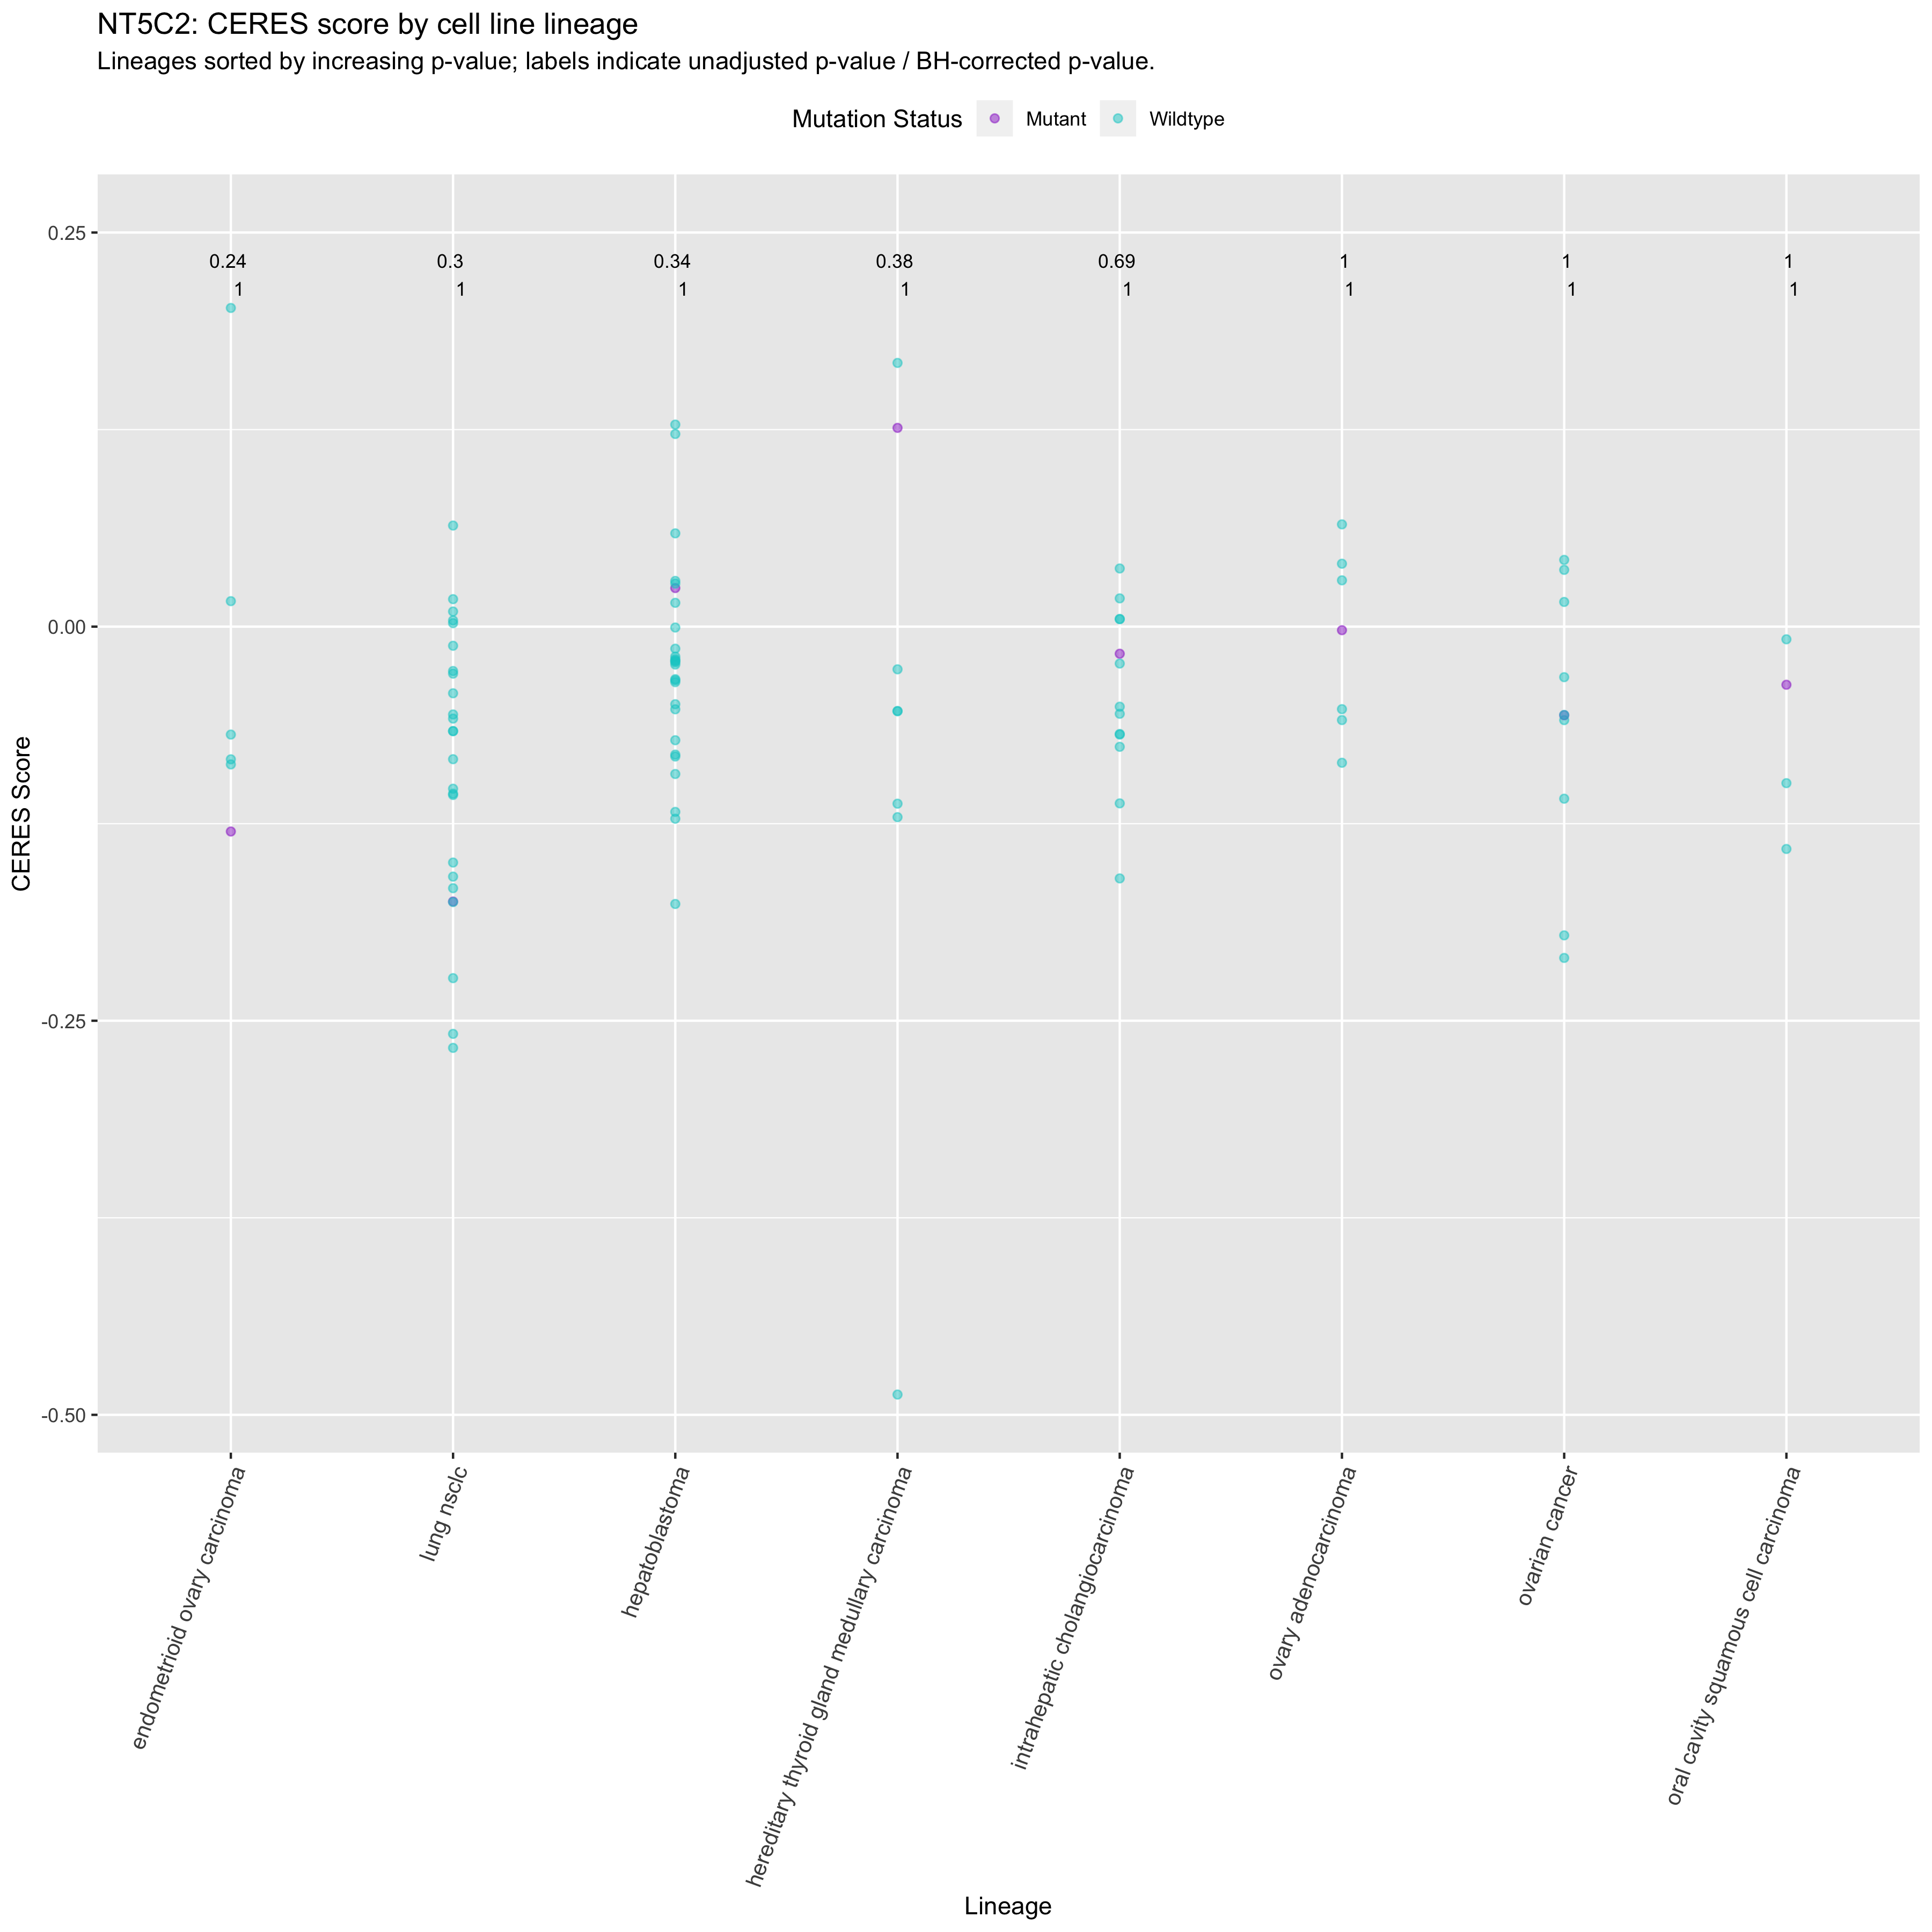 NT5C2: CERES score by cell line lineage
Lineages sorted by increasing p-value; labels indicate unadjusted p-value / BH-corrected p-value.
Mutation Status Mutant Wildtype
0.25
0.24 0.3 0.34 0.38 0.69 1 1 1
1 1 1 1 1 1 1 1
0.00
CERES Score
-0.25
-0.50
endometrioid ovary carcinoma
lung nsclc
hepatoblastoma
hereditary thyroid gland medullary carcinoma
intrahepatic cholangiocarcinoma
ovary adenocarcinoma
ovarian cancer
oral cavity squamous cell carcinoma
Lineage